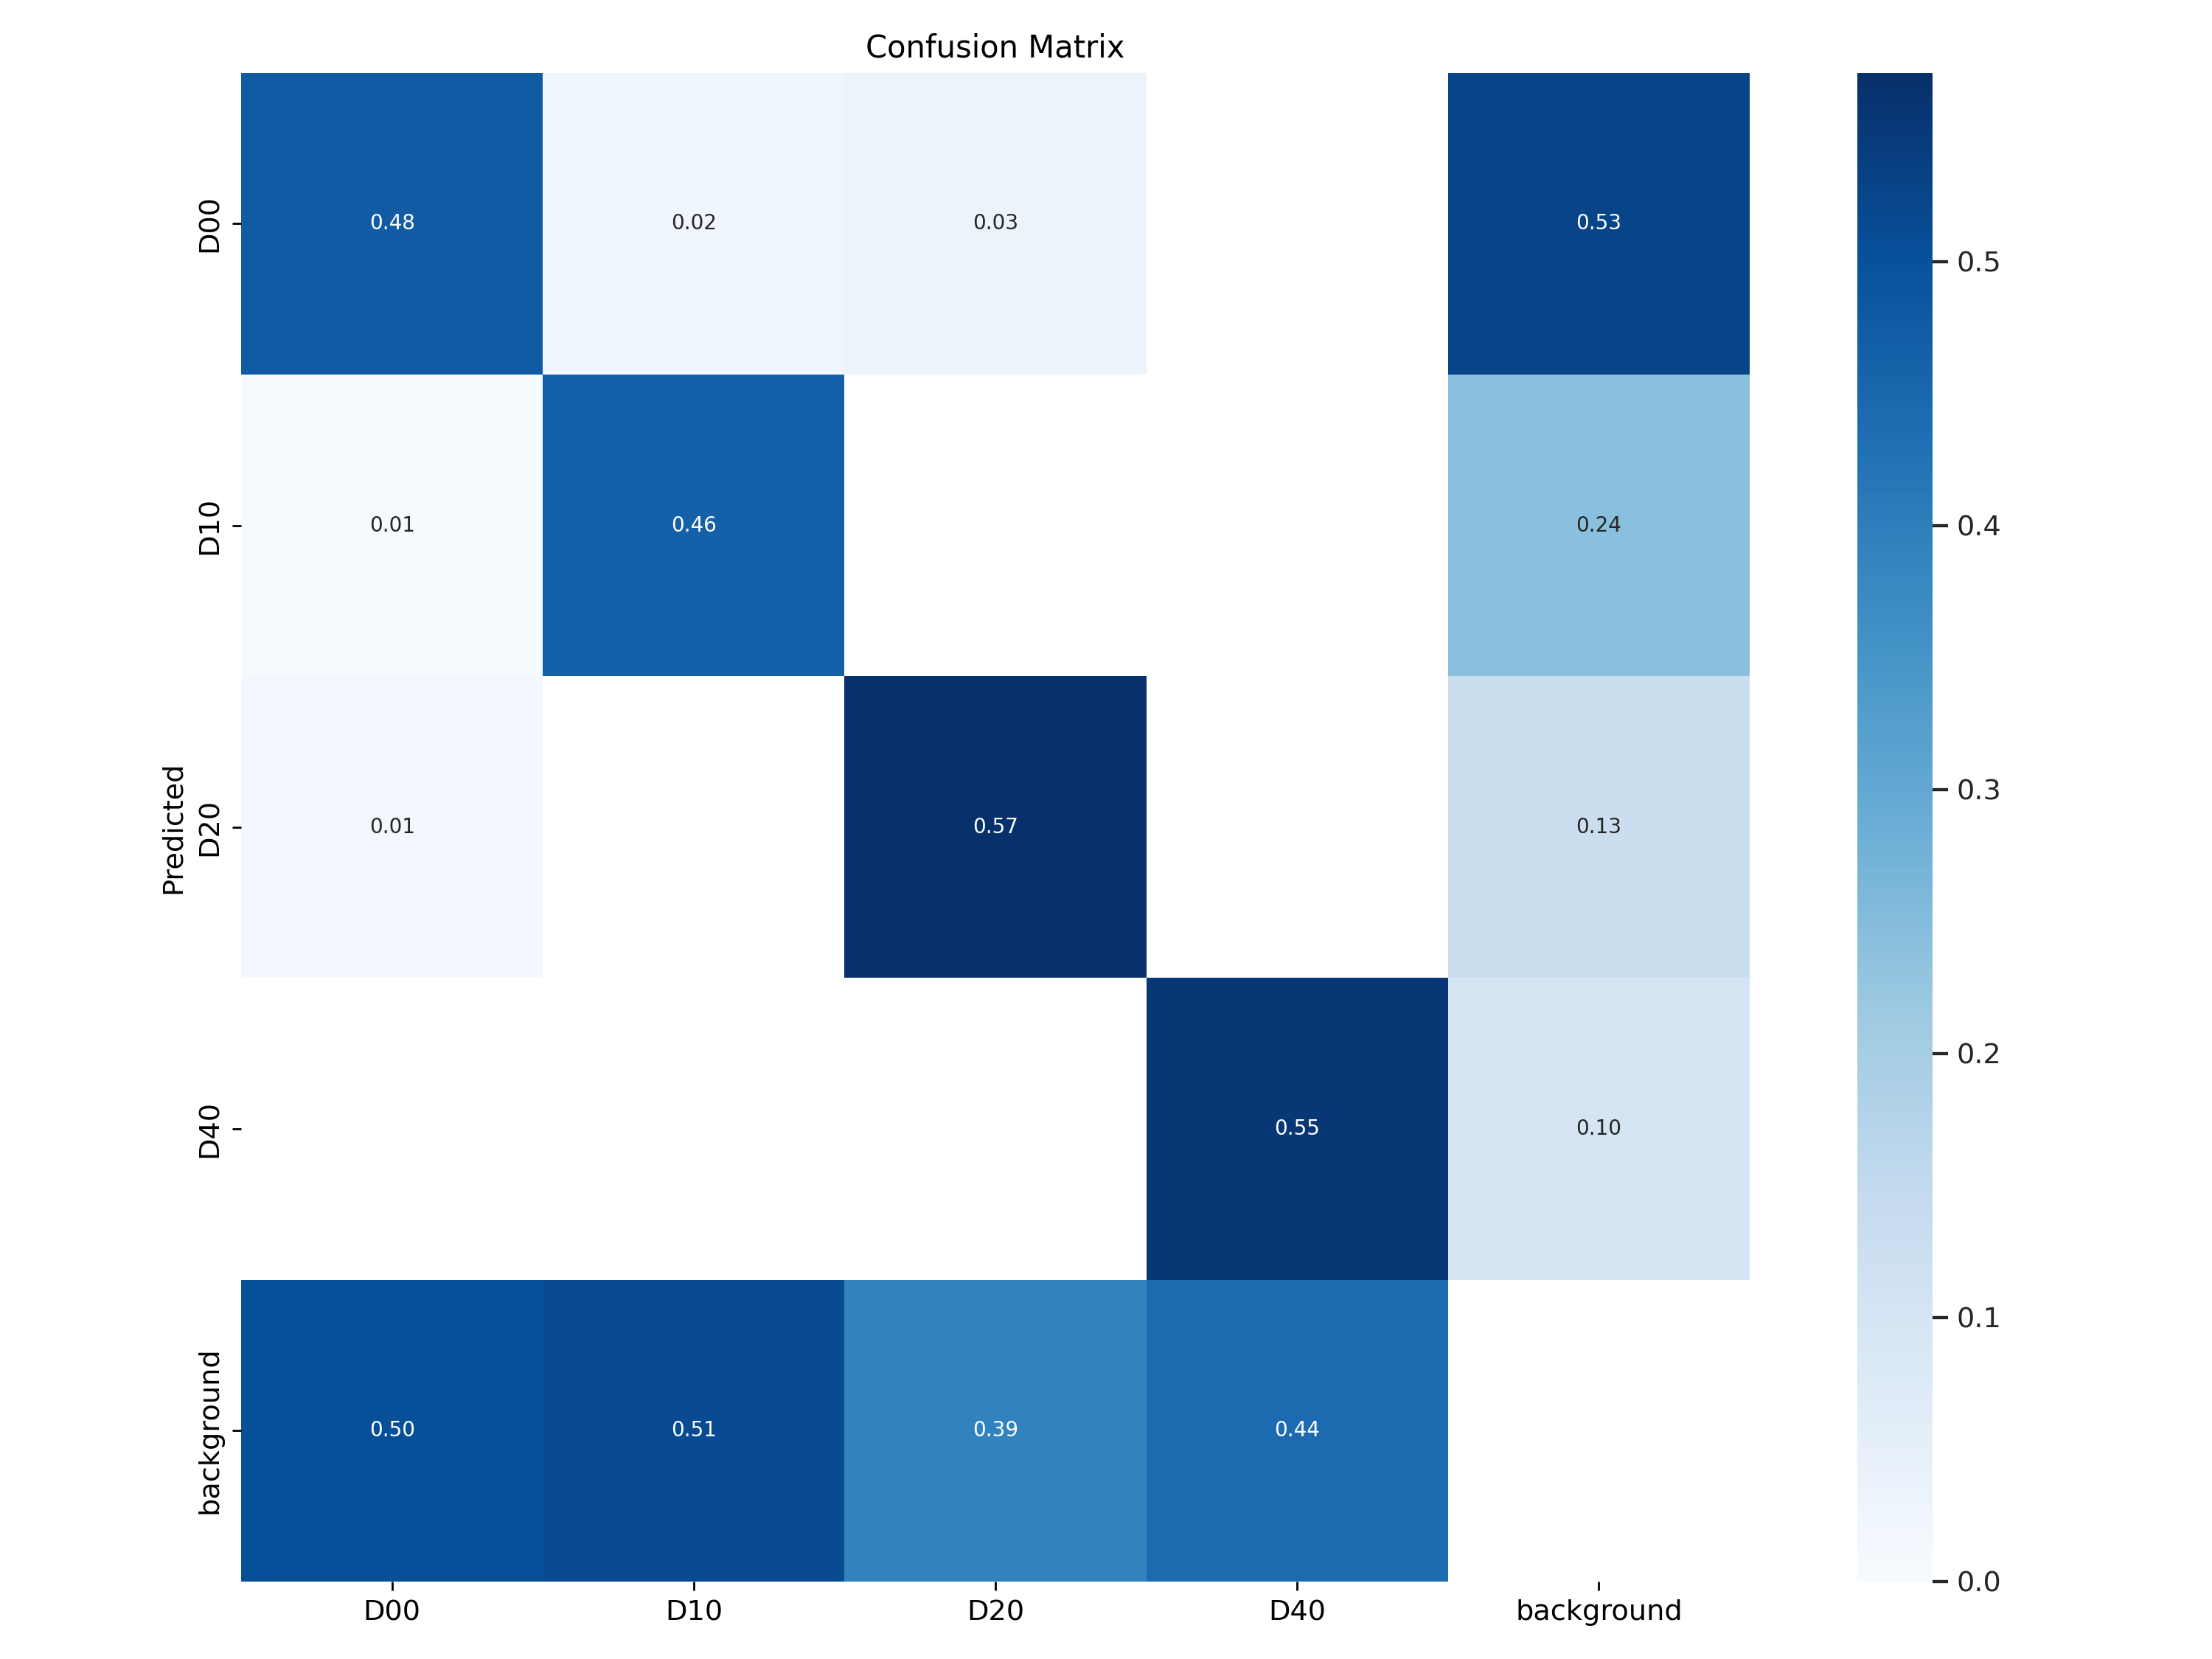 Confusion Matrix
D00 0.48 0.02 0.03 0.53
D10 0.01 0.46 0.24
Predicted
D20 0.01 0.57 0.13
D40 0.55 0.10
background 0.50 0.51 0.39 0.44
D00 D10 D20 D40 background
0.5
0.4
0.3
0.2
0.1
0.0